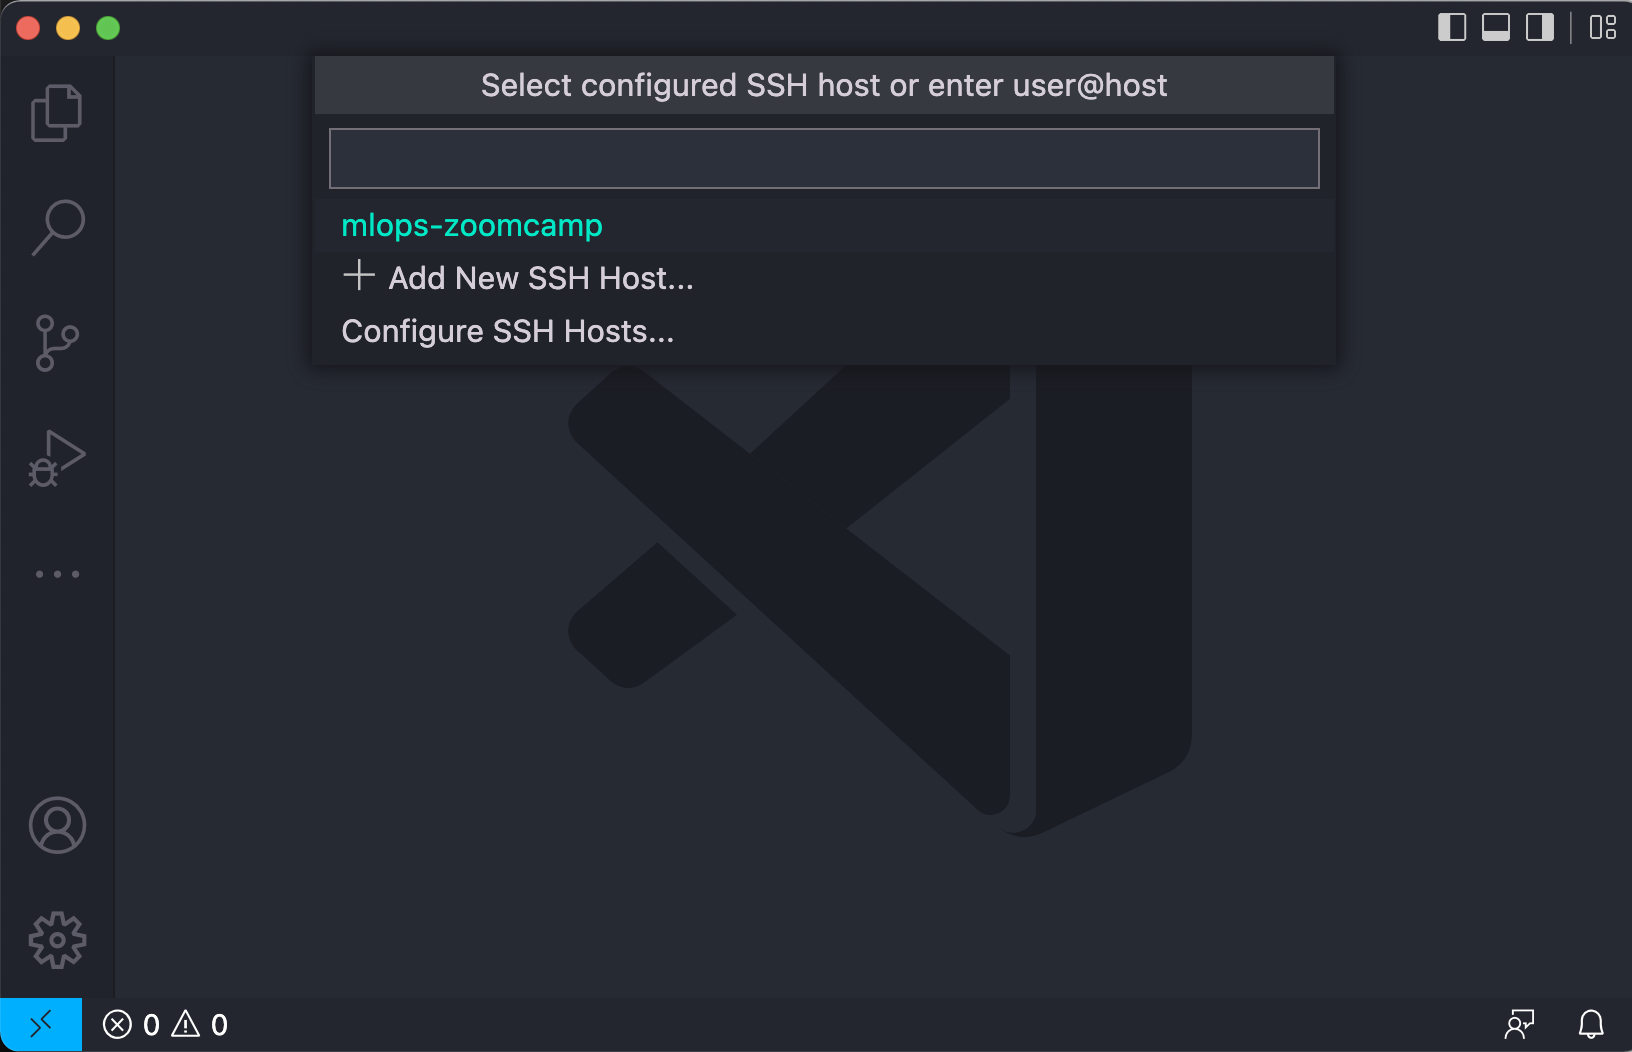 Select configured SSH host or enter user@host
mlops-zoomcamp
Add New SSH Host...
Configure SSH Hosts...
0 0